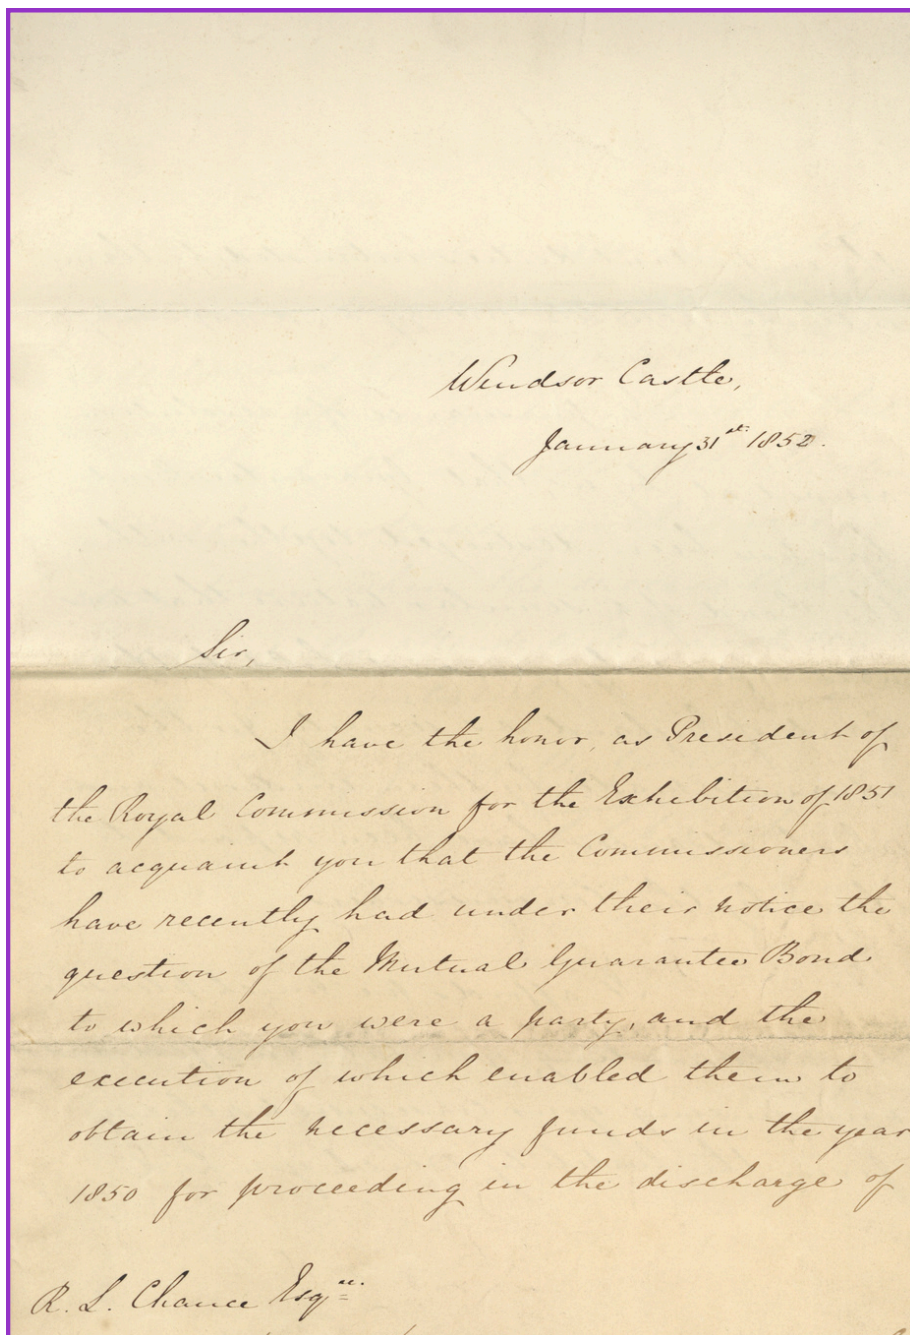 Windsor Castle,
January 31st. 1852.
Sir,
I have the honor, as President of
the Royal Commission for the Exhibition of 1851
to acquaint you that the Commissioners
have recently had under their notice the
question of the Mutual Guarantee Bond
to which you were a party, and the
execution of which enabled them to
obtain the necessary funds in the year
1850 for proceeding in the discharge of
R. L. Chance Esqre.